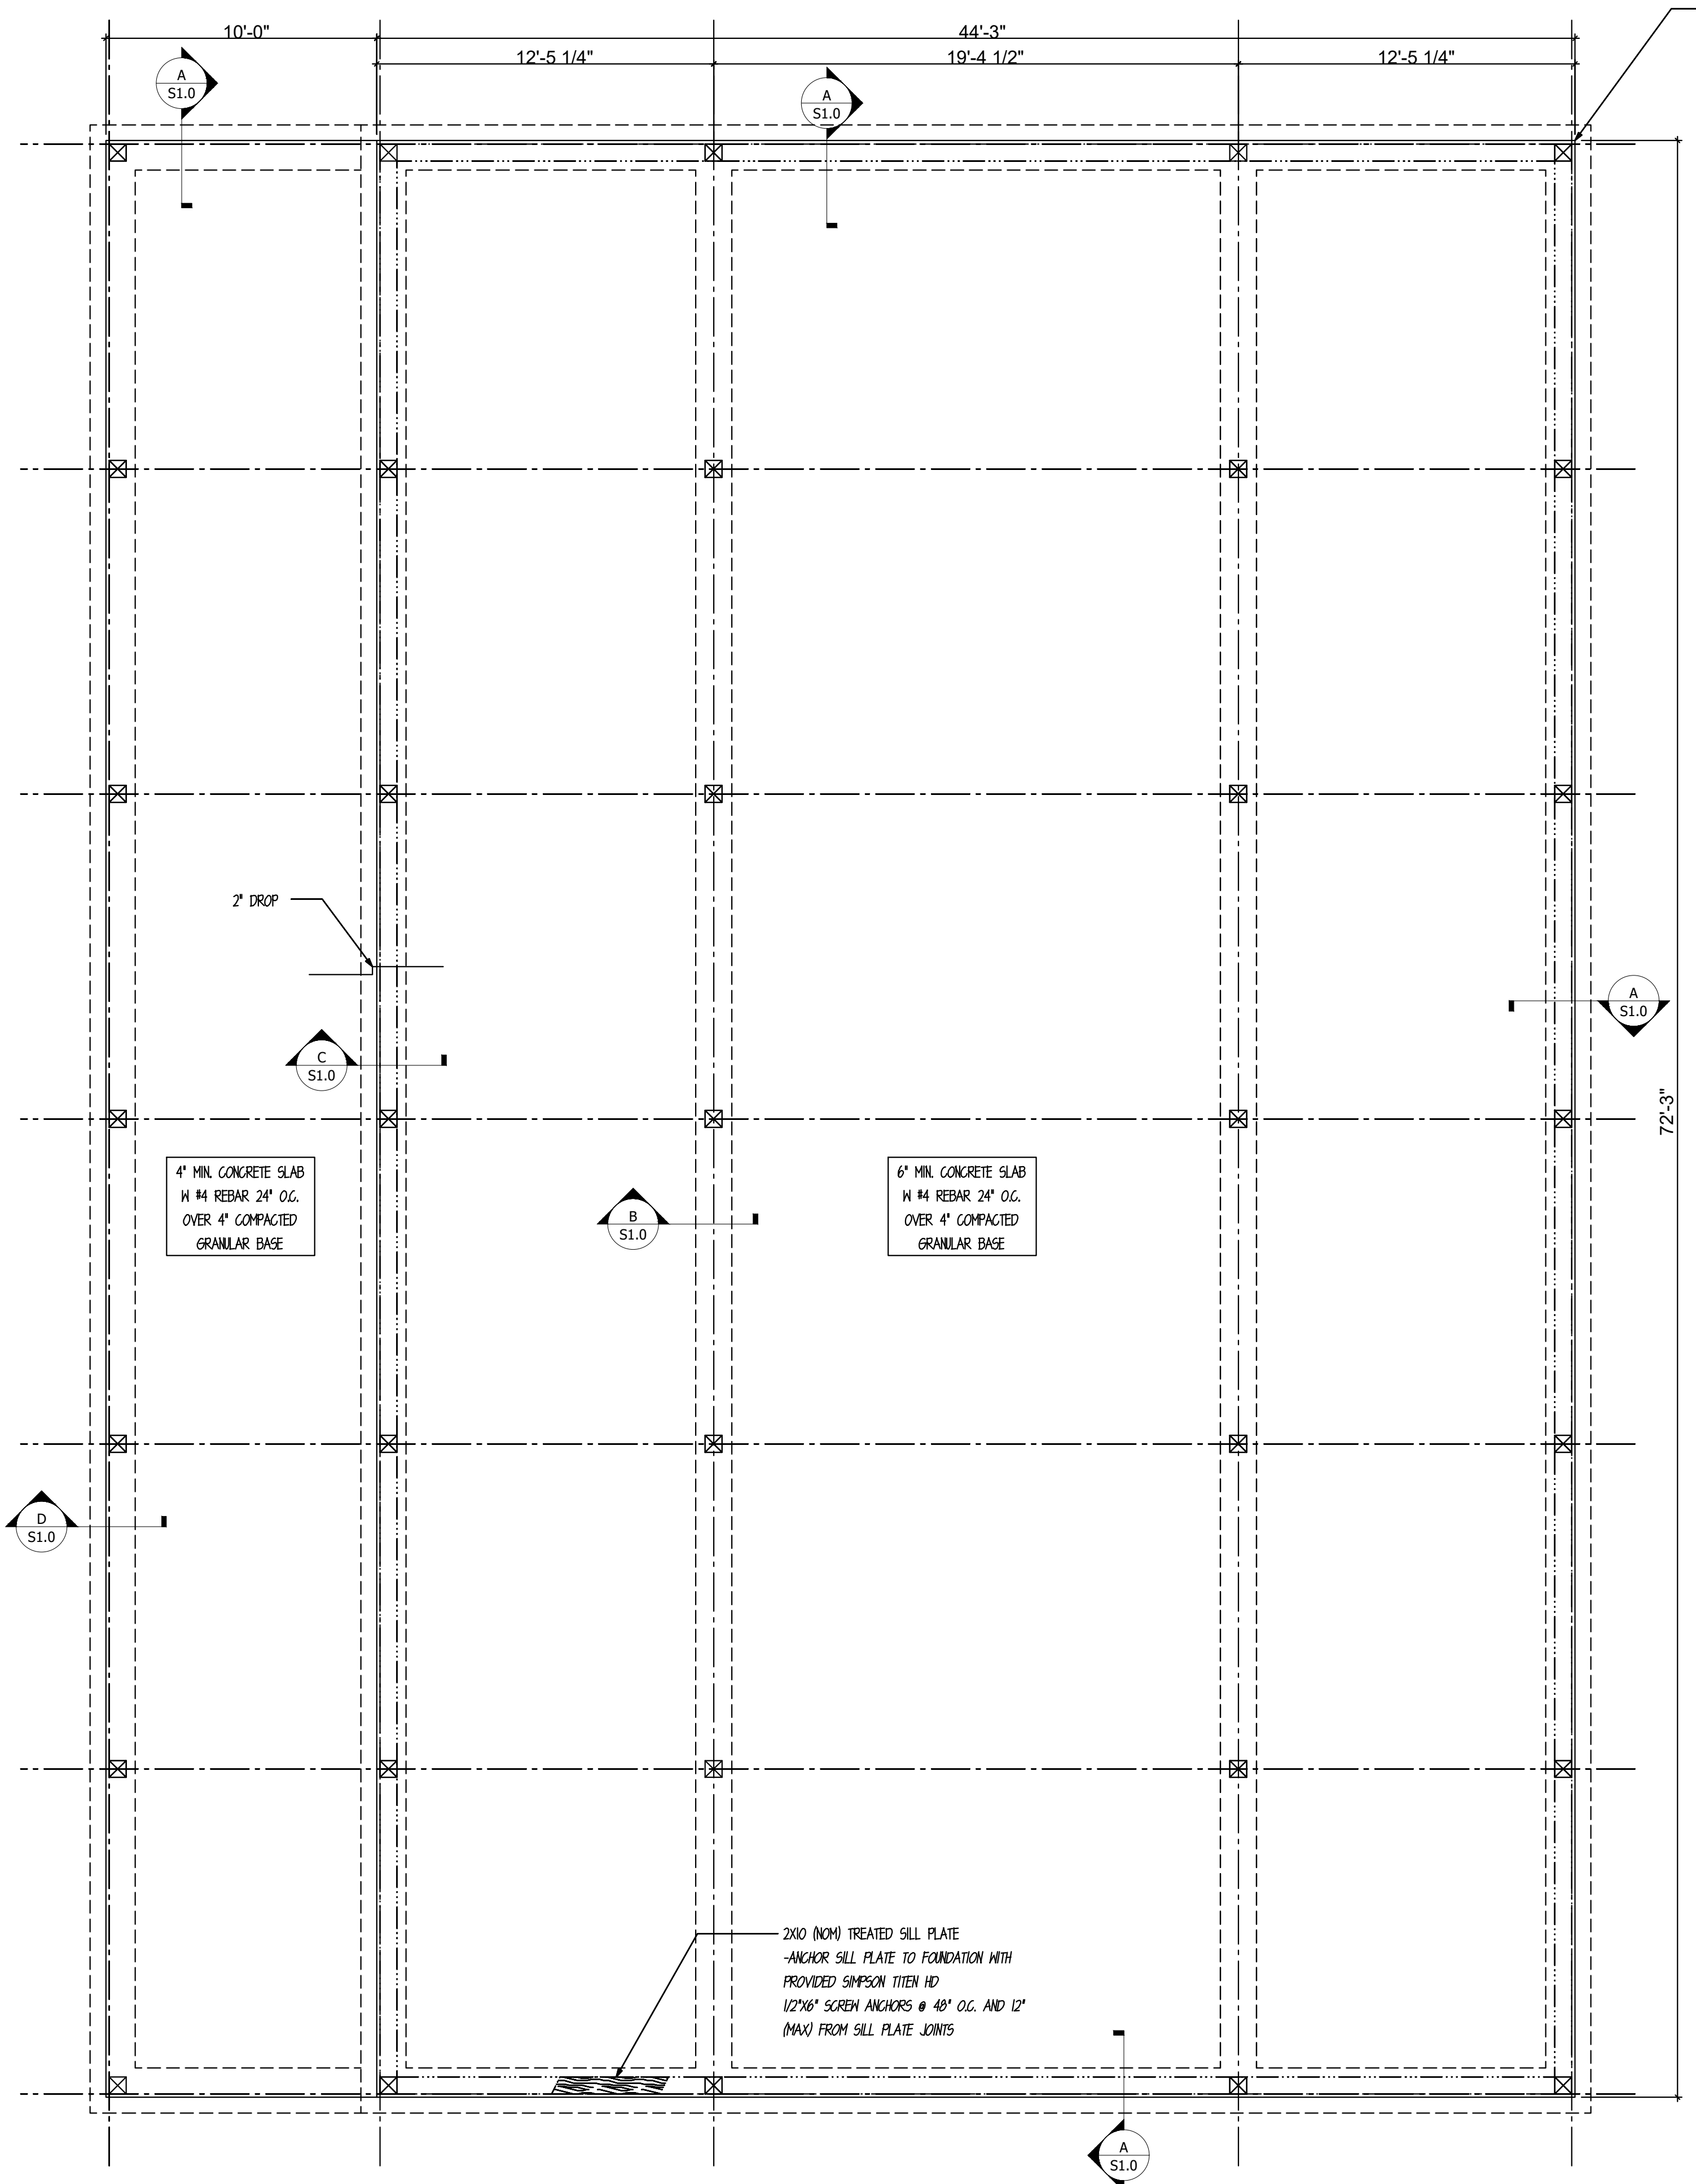 10'-0"
44'-3"
12'-5 1/4"
19'-4 1/2"
12'-5 1/4"
A
S1.0
A
S1.0
2" DROP
A
S1.0
C
S1.0
72'-3"
4" MIN. CONCRETE SLAB
W #4 REBAR 24" O.C.
OVER 4" COMPACTED
GRANULAR BASE
6" MIN. CONCRETE SLAB
W #4 REBAR 24" O.C.
OVER 4" COMPACTED
GRANULAR BASE
B
S1.0
D
S1.0
2X10 (NOM) TREATED SILL PLATE
-ANCHOR SILL PLATE TO FOUNDATION WITH
PROVIDED SIMPSON TITEN HD
1/2"X6" SCREW ANCHORS @ 48" O.C. AND 12"
(MAX) FROM SILL PLATE JOINTS
A
S1.0